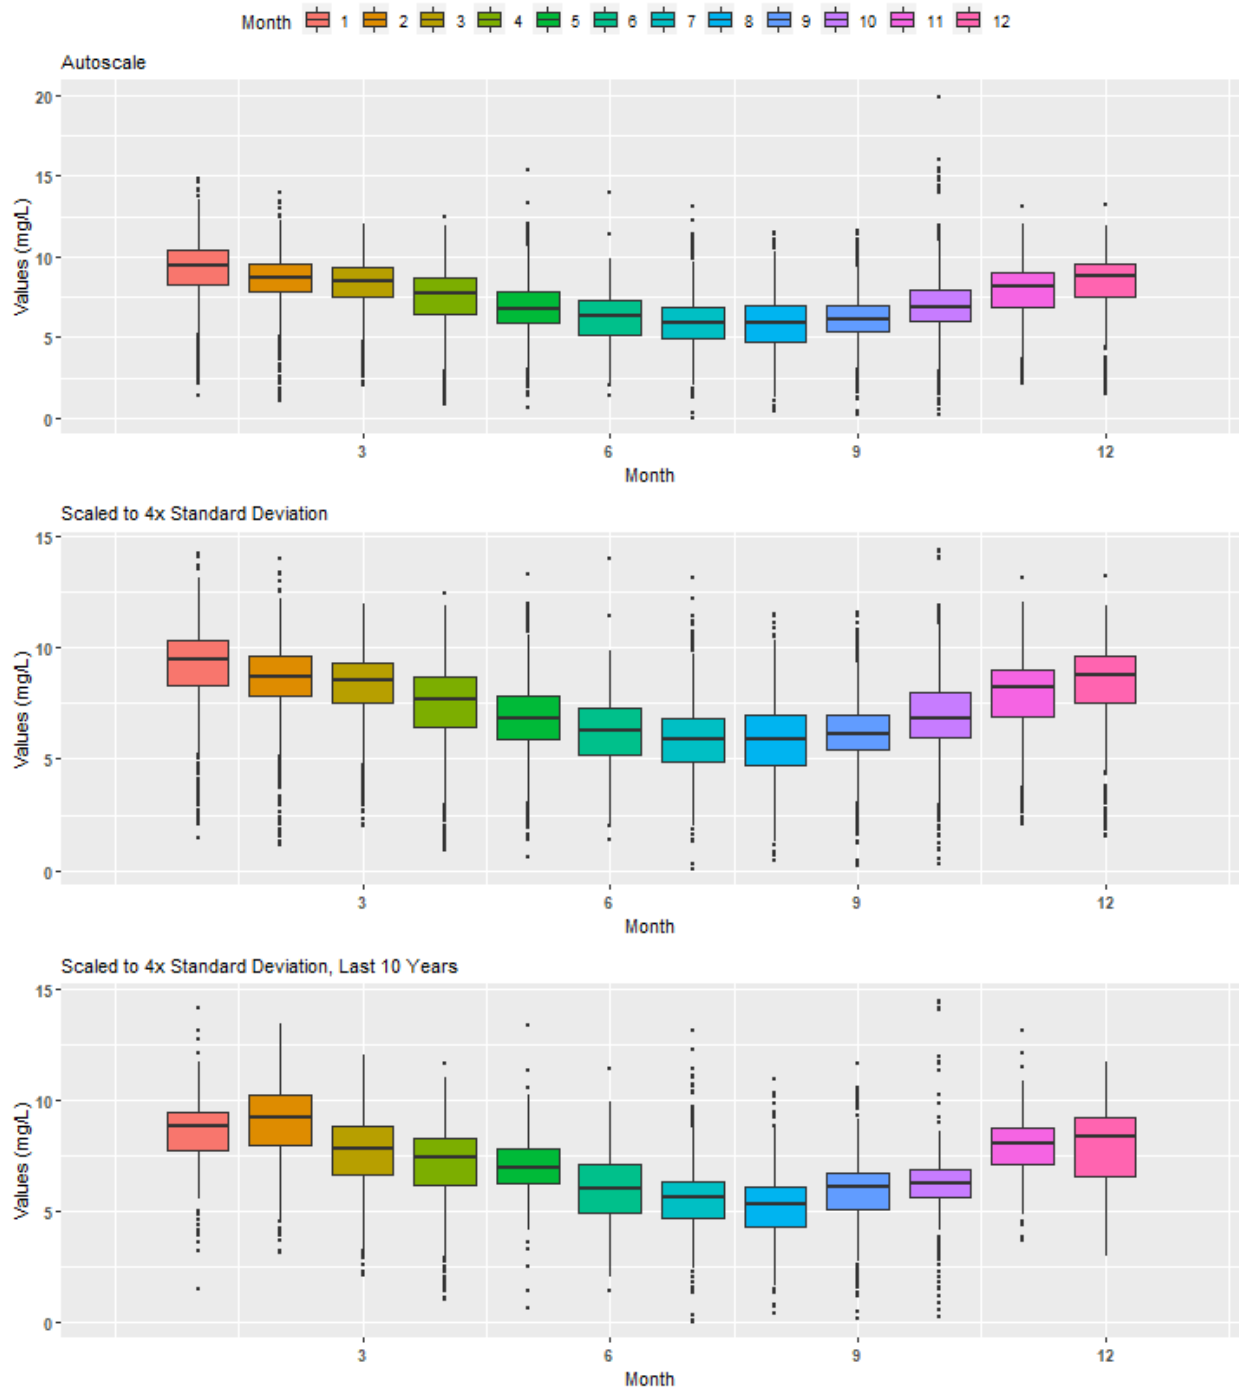 Month 1 2 3 4 5 6 7 8 9 10 11 12
Autoscale
20
15
10
5
0
Values (mg/L)
3 6 9 12
Month
Scaled to 4x Standard Deviation
15
10
5
0
Values (mg/L)
3 6 9 12
Month
Scaled to 4x Standard Deviation, Last 10 Years
15
10
5
0
Values (mg/L)
3 6 9 12
Month